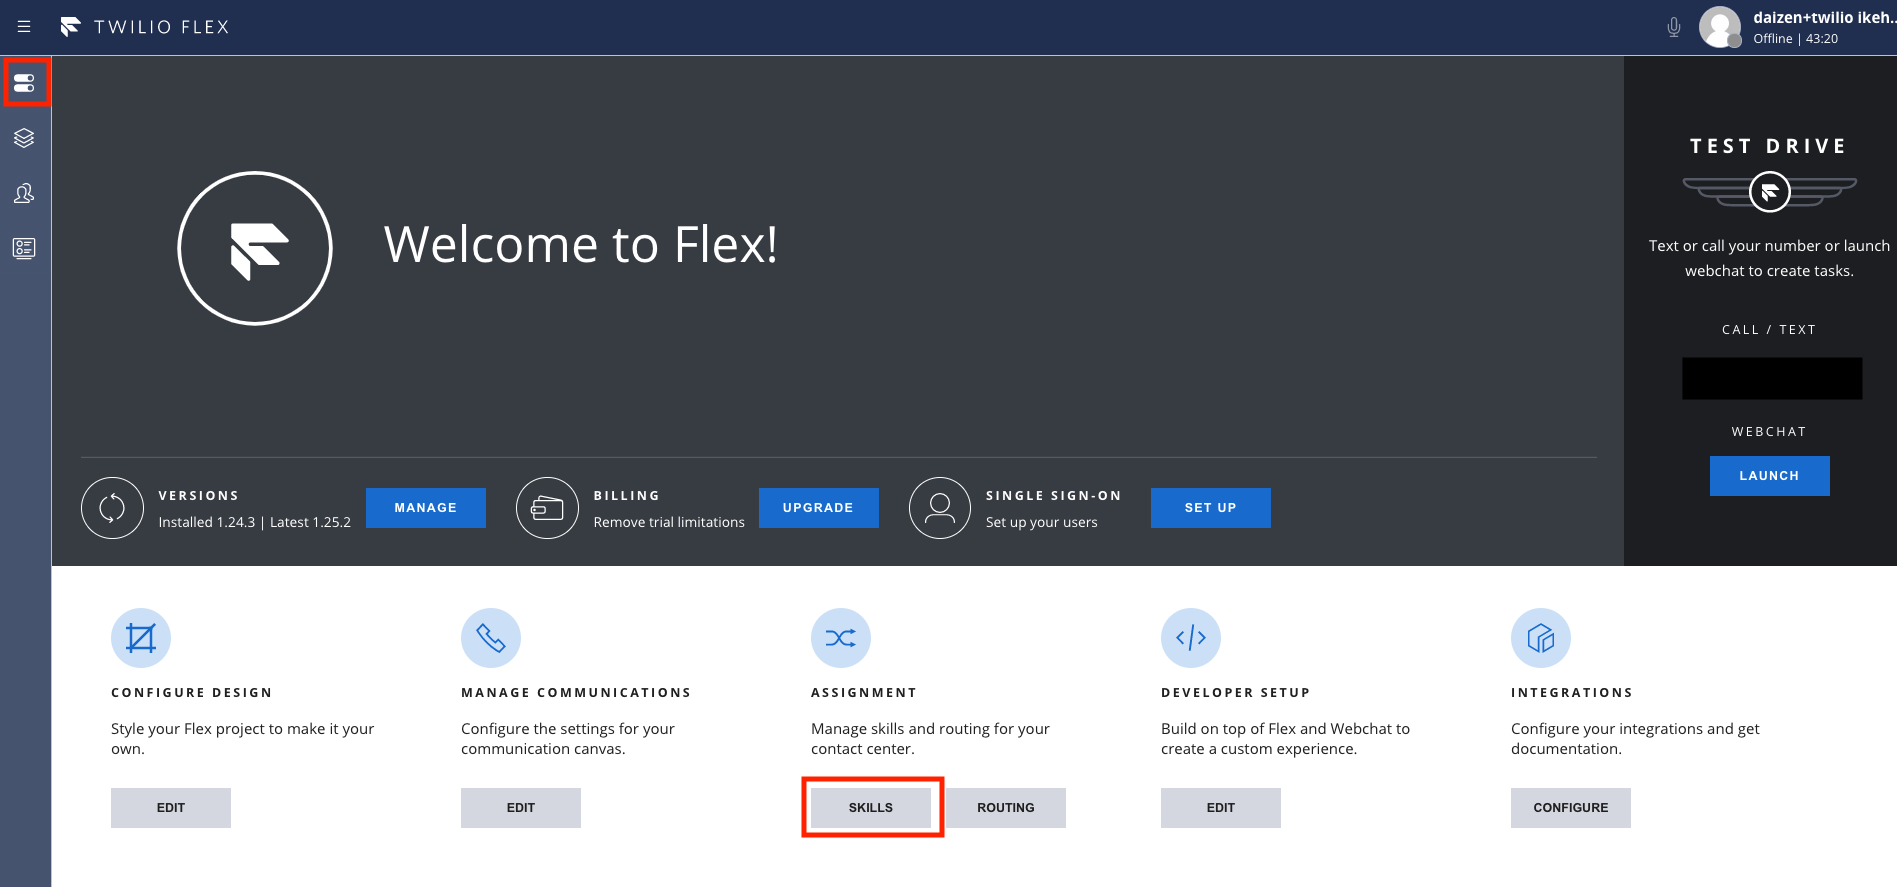 TWILIO FLEX
daizen+twilio ikeh..
Offline | 43:20
Welcome to Flex!
TEST DRIVE
Text or call your number or launch
webchat to create tasks.
CALL / TEXT
WEBCHAT
LAUNCH
VERSIONS
Installed 1.24.3 | Latest 1.25.2
MANAGE
BILLING
Remove trial limitations
UPGRADE
SINGLE SIGN-ON
Set up your users
SET UP
CONFIGURE DESIGN
Style your Flex project to make it your
own.
EDIT
MANAGE COMMUNICATIONS
Configure the settings for your
communication canvas.
EDIT
ASSIGNMENT
Manage skills and routing for your
contact center.
SKILLS
ROUTING
DEVELOPER SETUP
Build on top of Flex and Webchat to
create a custom experience.
EDIT
INTEGRATIONS
Configure your integrations and get
documentation.
CONFIGURE